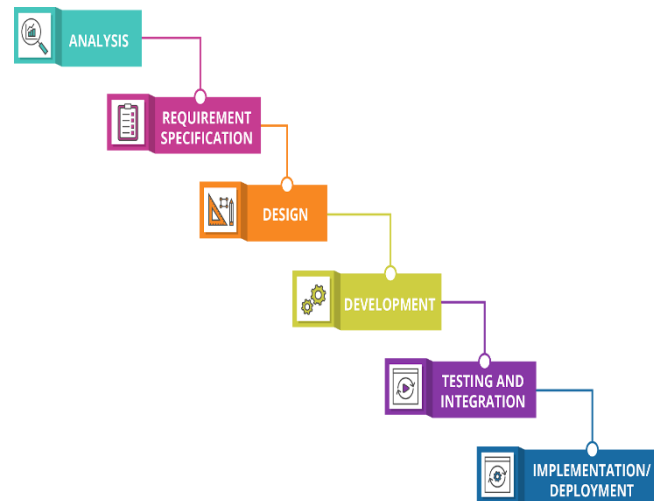 ANALYSIS
REQUIREMENT
SPECIFICATION
DESIGN
DEVELOPMENT
TESTING AND
INTEGRATION
IMPLEMENTATION/
DEPLOYMENT